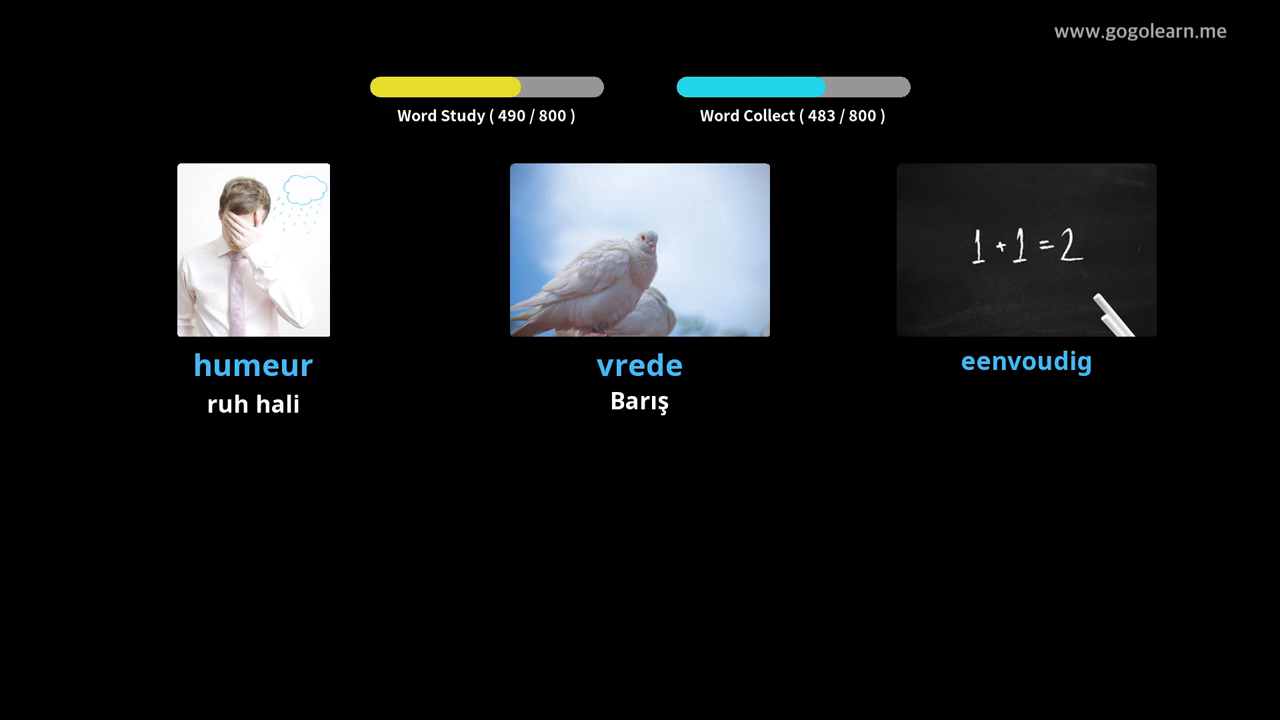 www.gogolearn.me
Word Study ( 490 / 800 )
Word Collect ( 483 / 800 )
1 + 1 = 2
humeur
ruh hali
vrede
Barış
eenvoudig